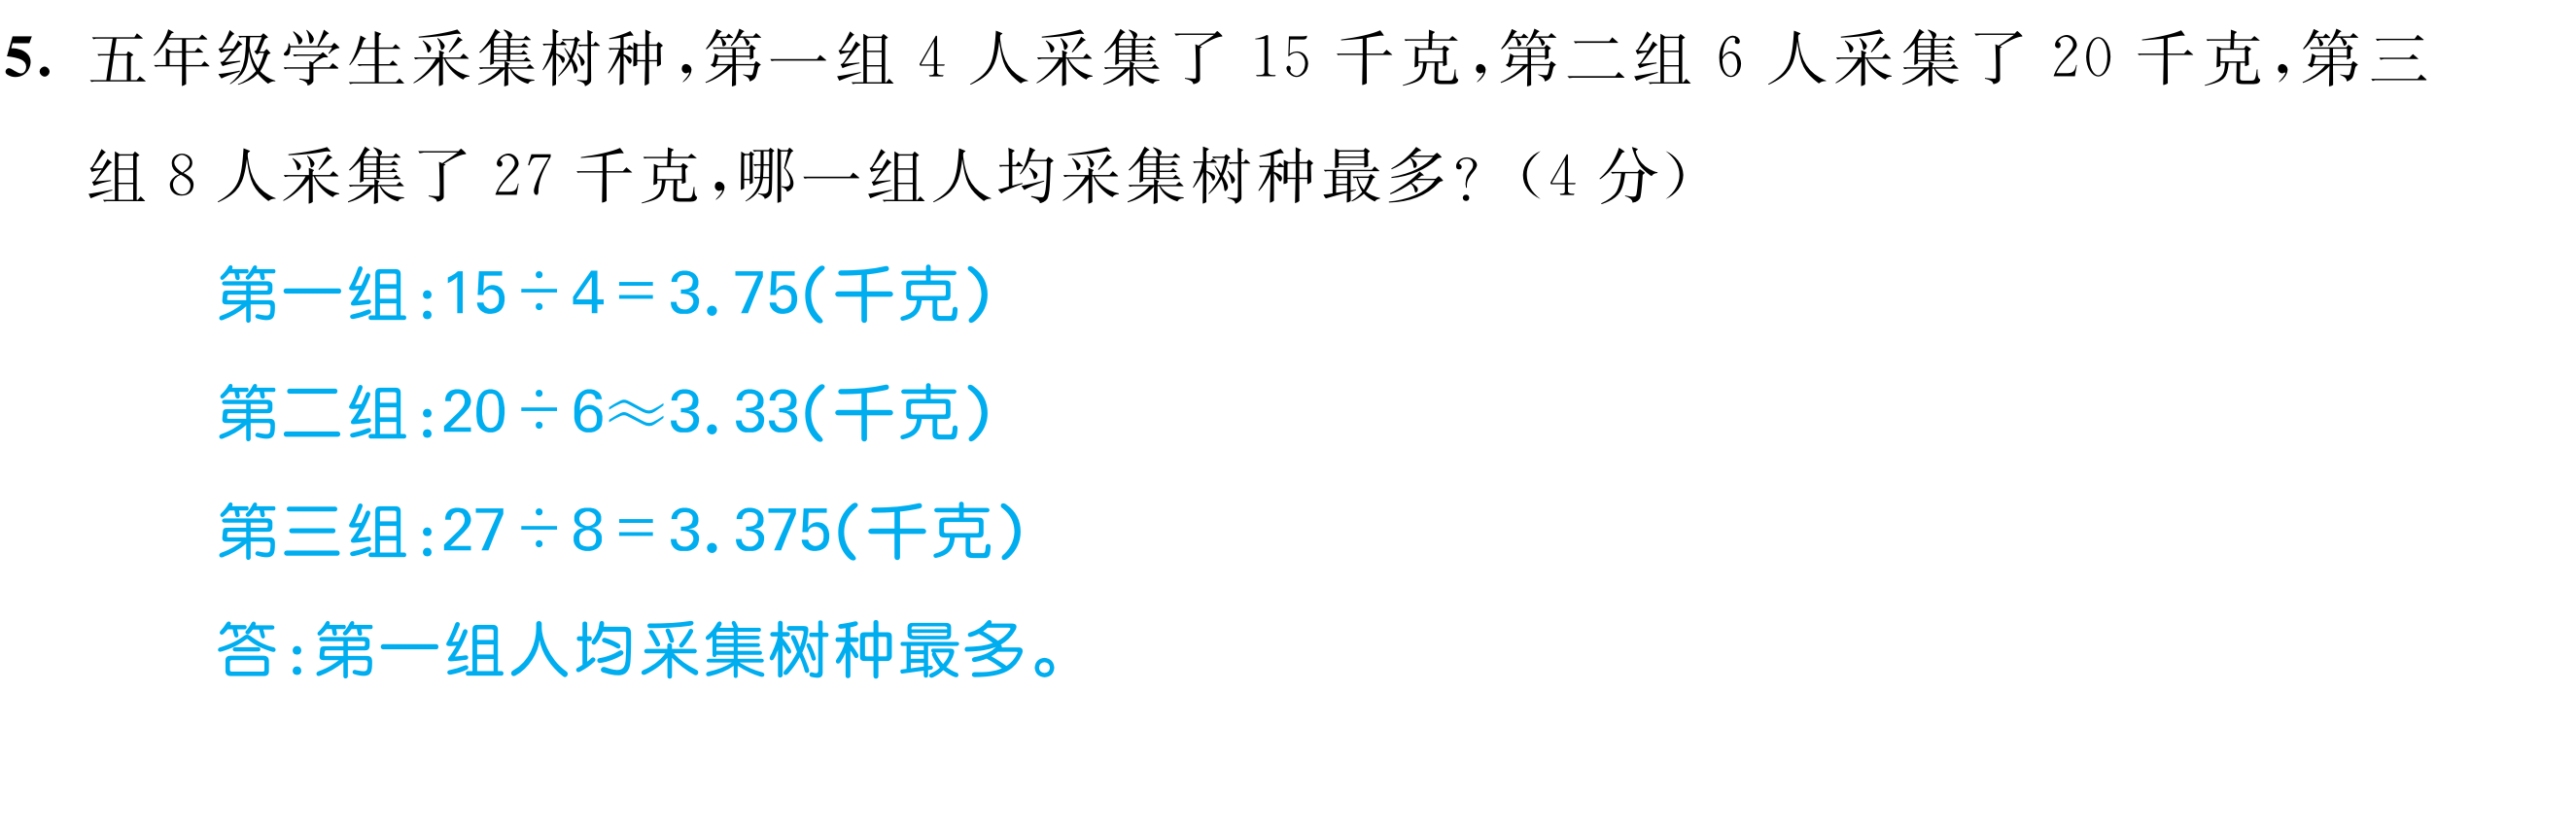 5. 五年级学生采集树种,第一组 4 人采集了 15 千克,第二组 6 人采集了 20 千克,第三
组 8 人采集了 27 千克,哪一组人均采集树种最多?(4 分)
第一组:15÷4=3.75(千克)
第二组:20÷6≈3.33(千克)
第三组:27÷8=3.375(千克)
答:第一组人均采集树种最多。